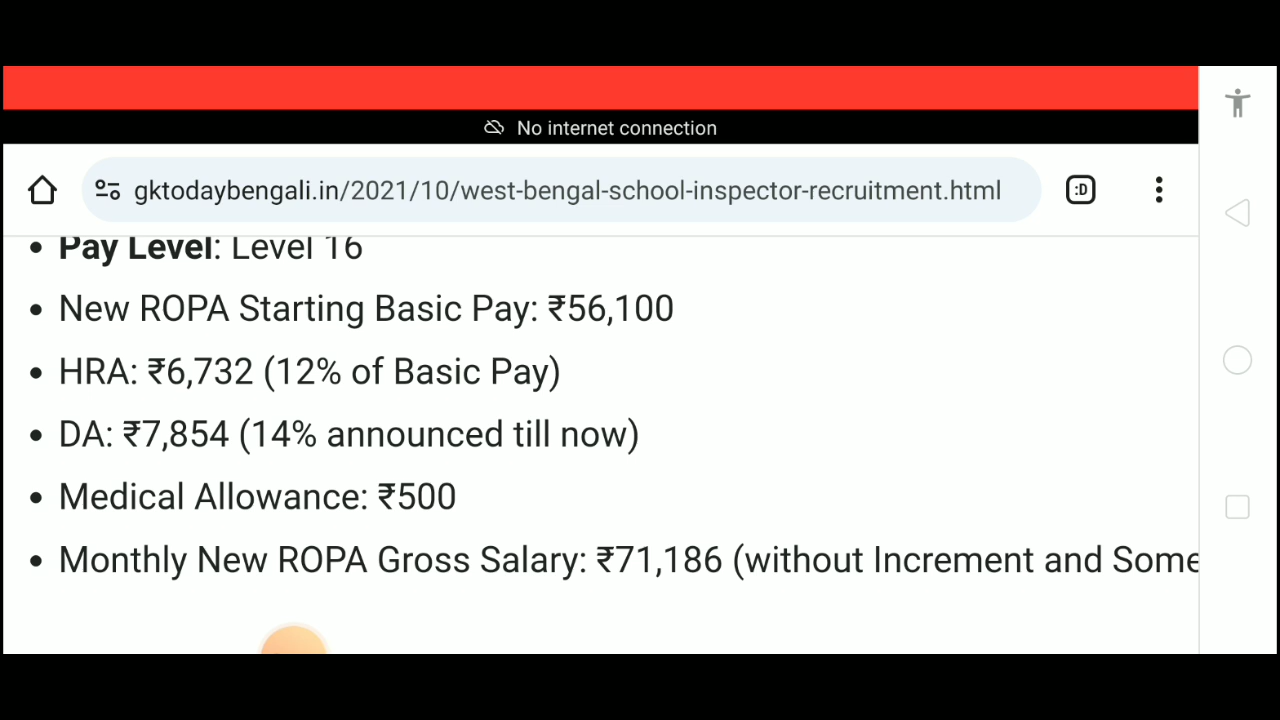 No internet connection
gktodaybengali.in/2021/10/west-bengal-school-inspector-recruitment.html
:D
• Pay Level: Level 16
• New ROPA Starting Basic Pay: ₹56,100
• HRA: ₹6,732 (12% of Basic Pay)
• DA: ₹7,854 (14% announced till now)
• Medical Allowance: ₹500
• Monthly New ROPA Gross Salary: ₹71,186 (without Increment and Some